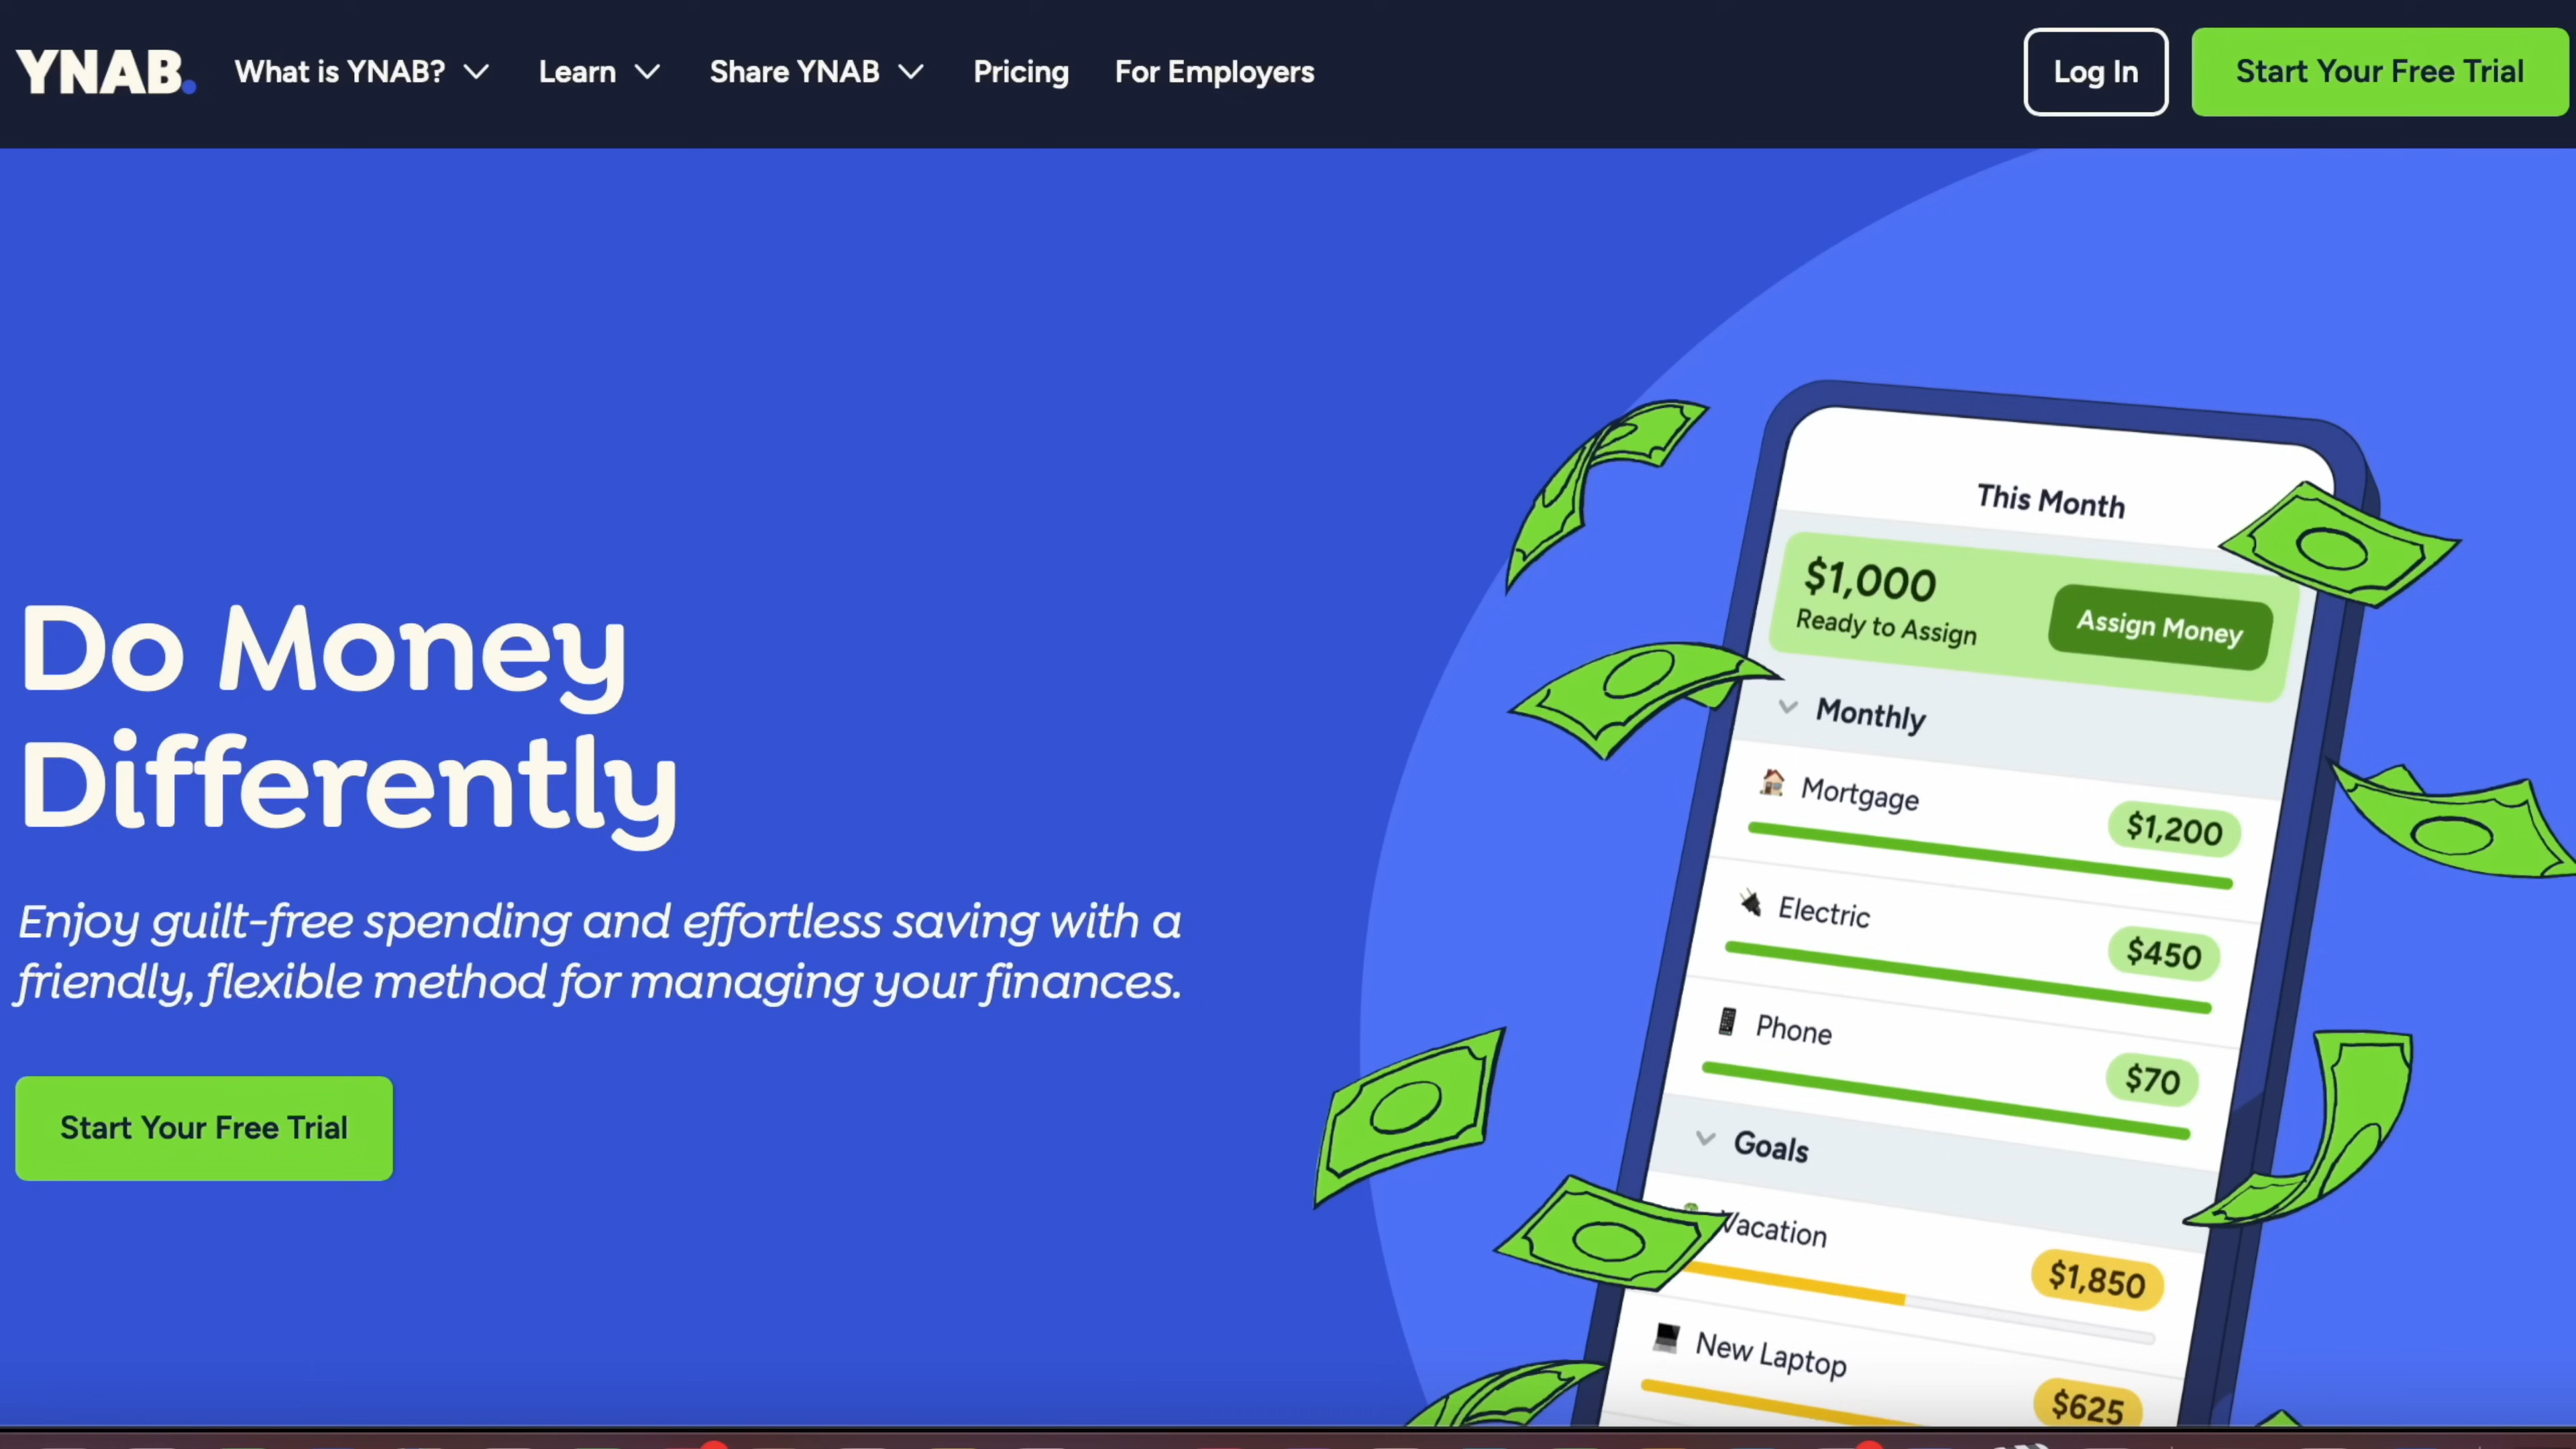 YNAB.
What is YNAB?
Learn
Share YNAB
Pricing
For Employers
Log In
Start Your Free Trial
Do Money
Differently
Enjoy guilt-free spending and effortless saving with a
friendly, flexible method for managing your finances.
Start Your Free Trial
This Month
$1,000
Ready to Assign
Assign Money
Monthly
Mortgage
$1,200
Electric
$450
Phone
$70
Goals
Vacation
$1,850
New Laptop
$625